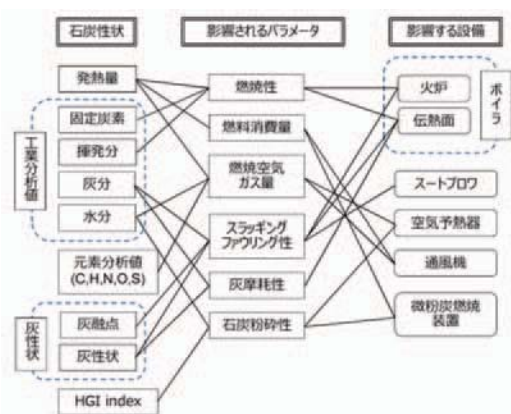 石炭性状
影響されるパラメータ
影響する設備
発熱量
工業分析値
固定炭素
揮発分
灰分
水分
元素分析値
(C,H,N,O,S)
灰性状
灰融点
灰性状
HGI index
燃焼性
燃料消費量
燃焼空気
ガス量
スラッギング
ファウリング性
灰摩耗性
石炭粉砕性
ボイラ
火炉
伝熱面
スートブロワ
空気予熱器
通風機
微粉炭燃焼
装置